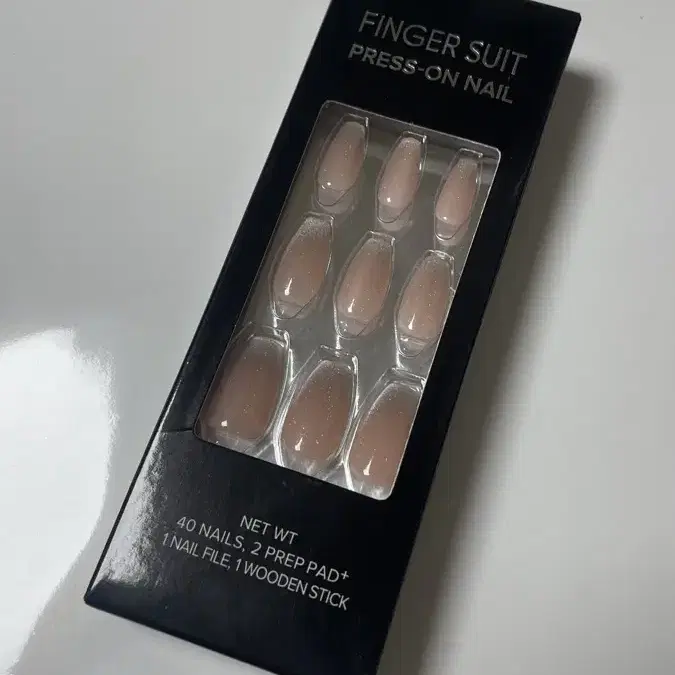 FINGER SUIT
PRESS-ON NAIL
NET WT
40 NAILS, 2 PREP PAD+
1 NAIL FILE, 1 WOODEN STICK